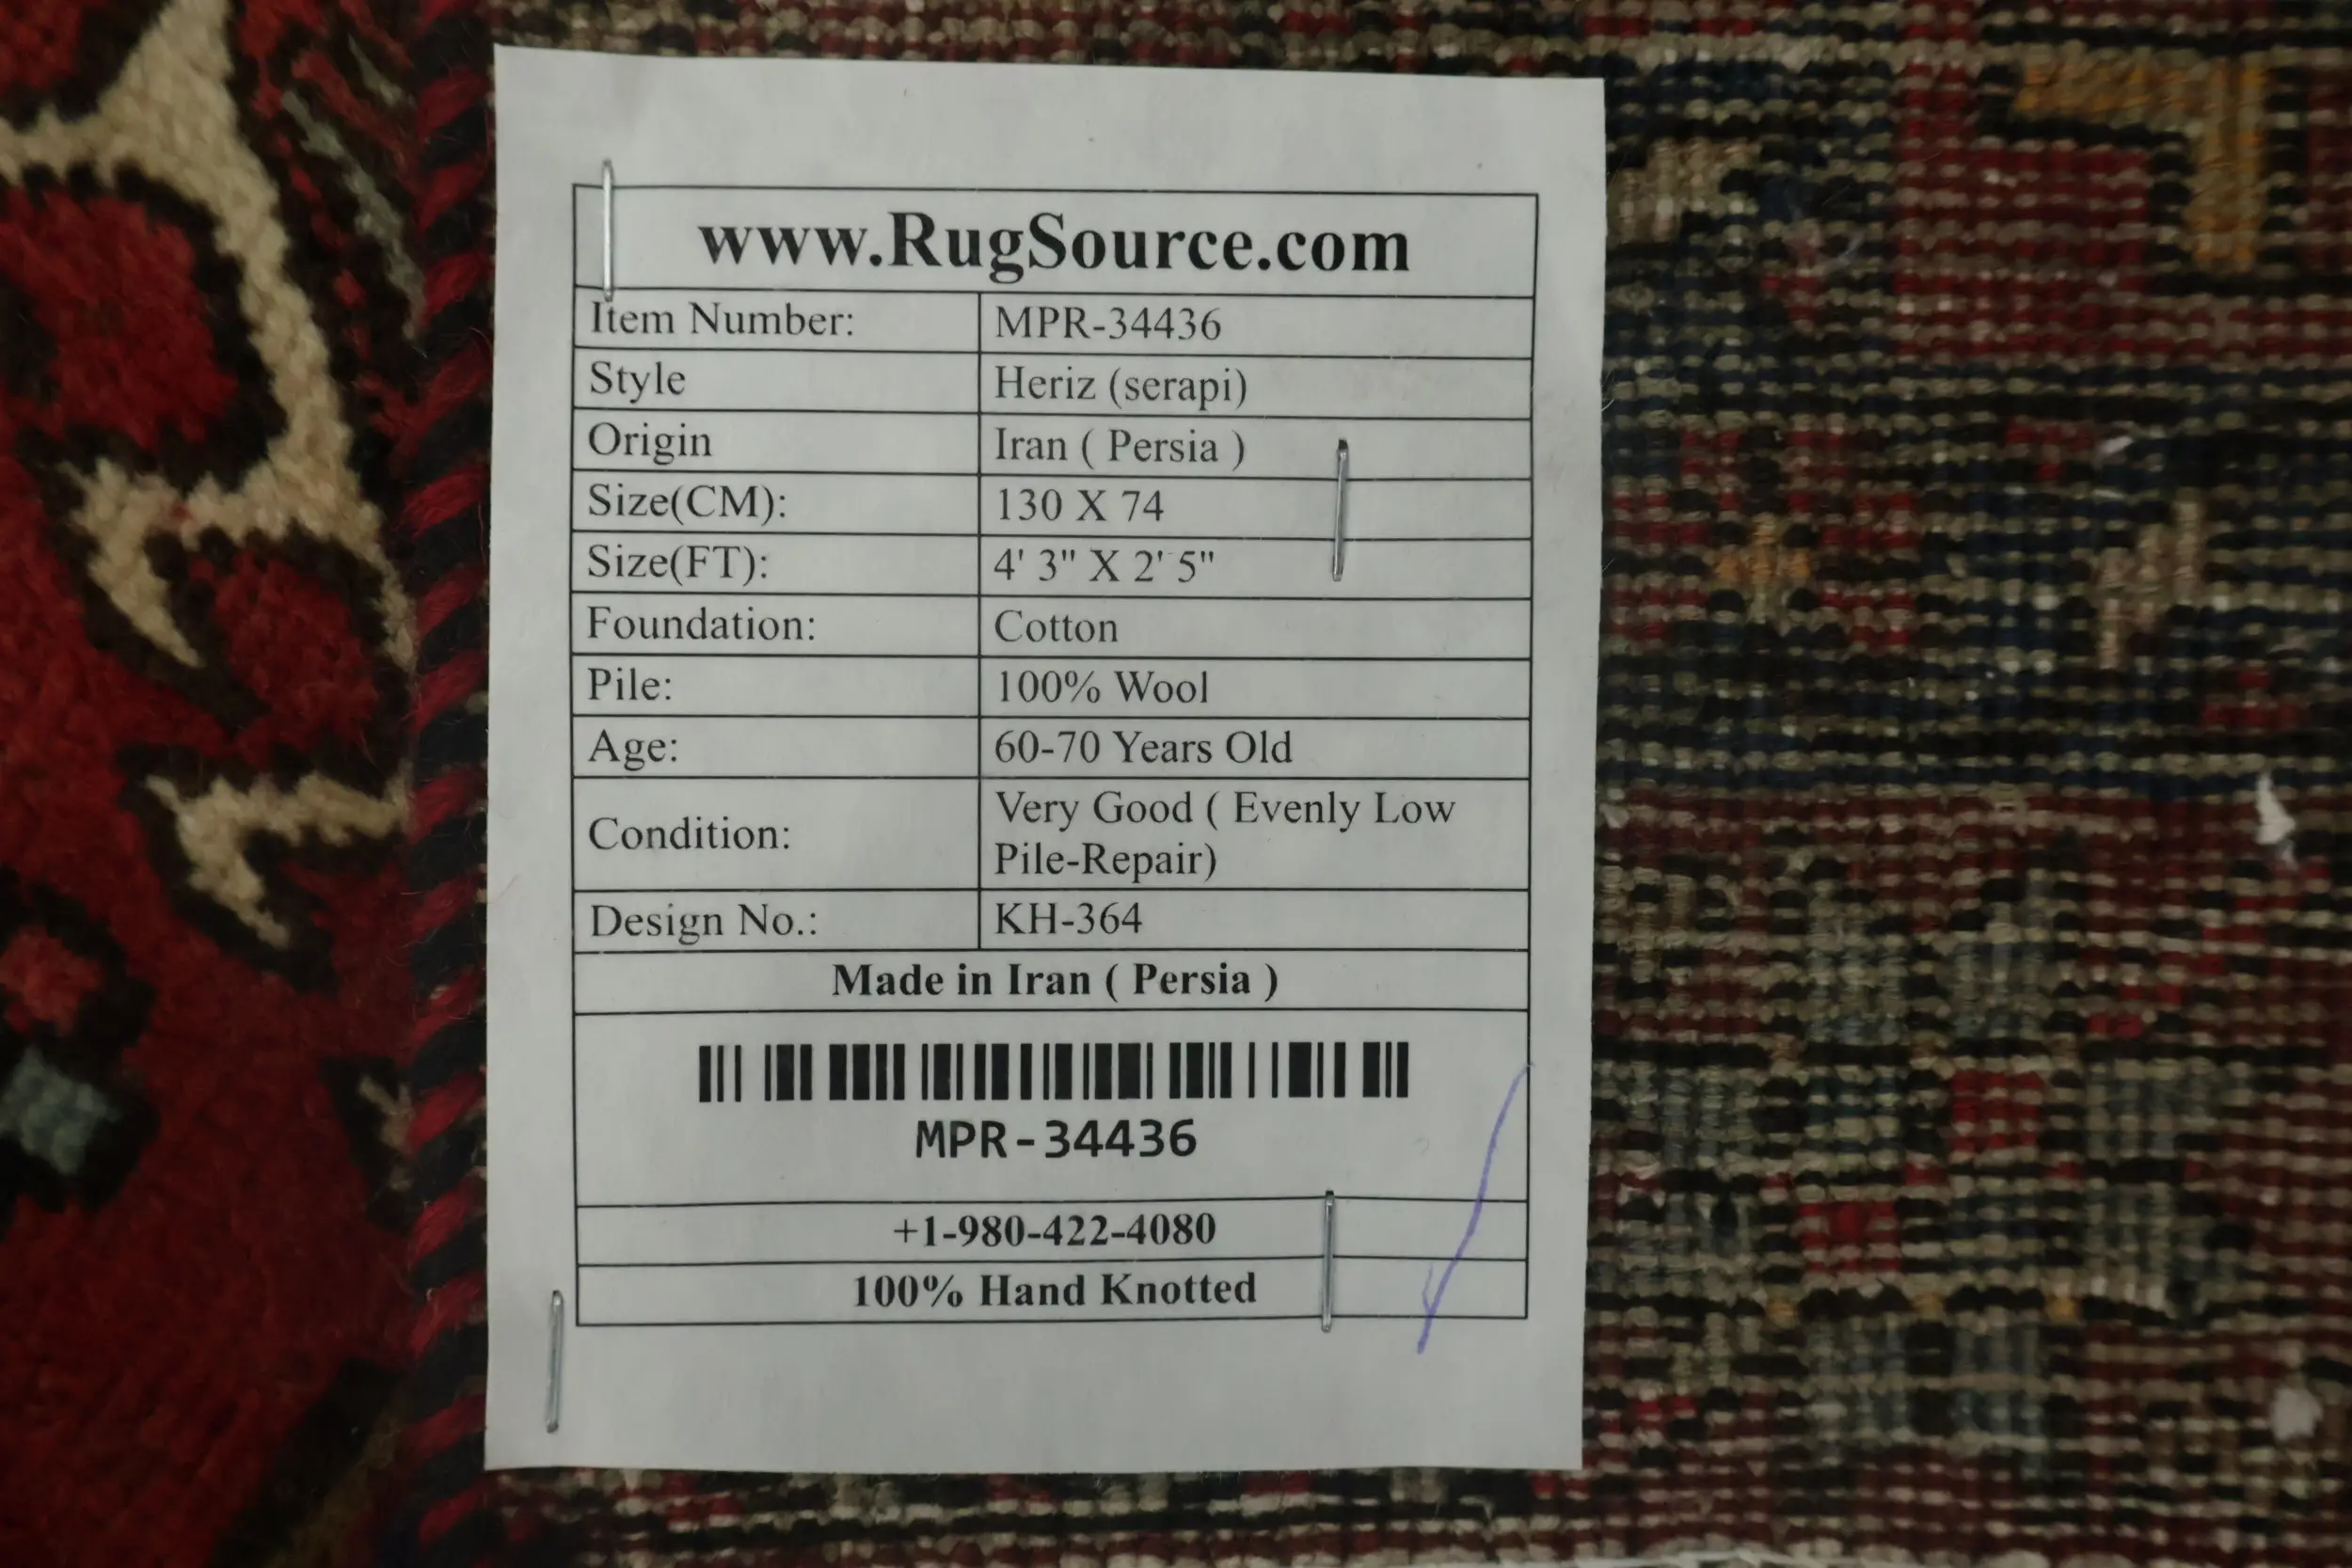 www.RugSource.com
Item Number: MPR-34436
Style Heriz (serapi)
Origin Iran ( Persia )
Size(CM): 130 X 74
Size(FT): 4' 3" X 2' 5"
Foundation: Cotton
Pile: 100% Wool
Age: 60-70 Years Old
Condition: Very Good ( Evenly Low
Pile-Repair)
Design No.: KH-364
Made in Iran ( Persia )
MPR-34436
+1-980-422-4080
100% Hand Knotted